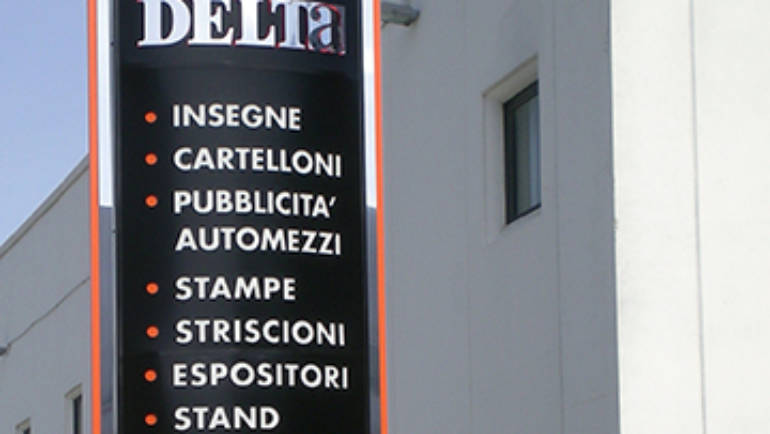 DELTa
• INSEGNE
• CARTELLONI
• PUBBLICITA'
AUTOMEZZI
• STAMPE
• STRISCIONI
• ESPOSITORI
• STAND